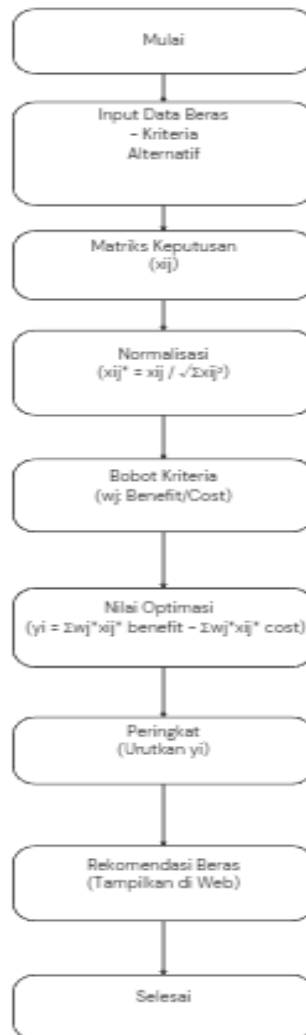 Mulai
Input Data Beras
- Kriteria
Alternatif
Matriks Keputusan
(xij)
Normalisasi
(xij* = xij / √Σxij²)
Bobot Kriteria
(wj: Benefit/Cost)
Nilai Optimasi
(yi = Σwj*xij* benefit - Σwj*xij* cost)
Peringkat
(Urutkan yi)
Rekomendasi Beras
(Tampilkan di Web)
Selesai